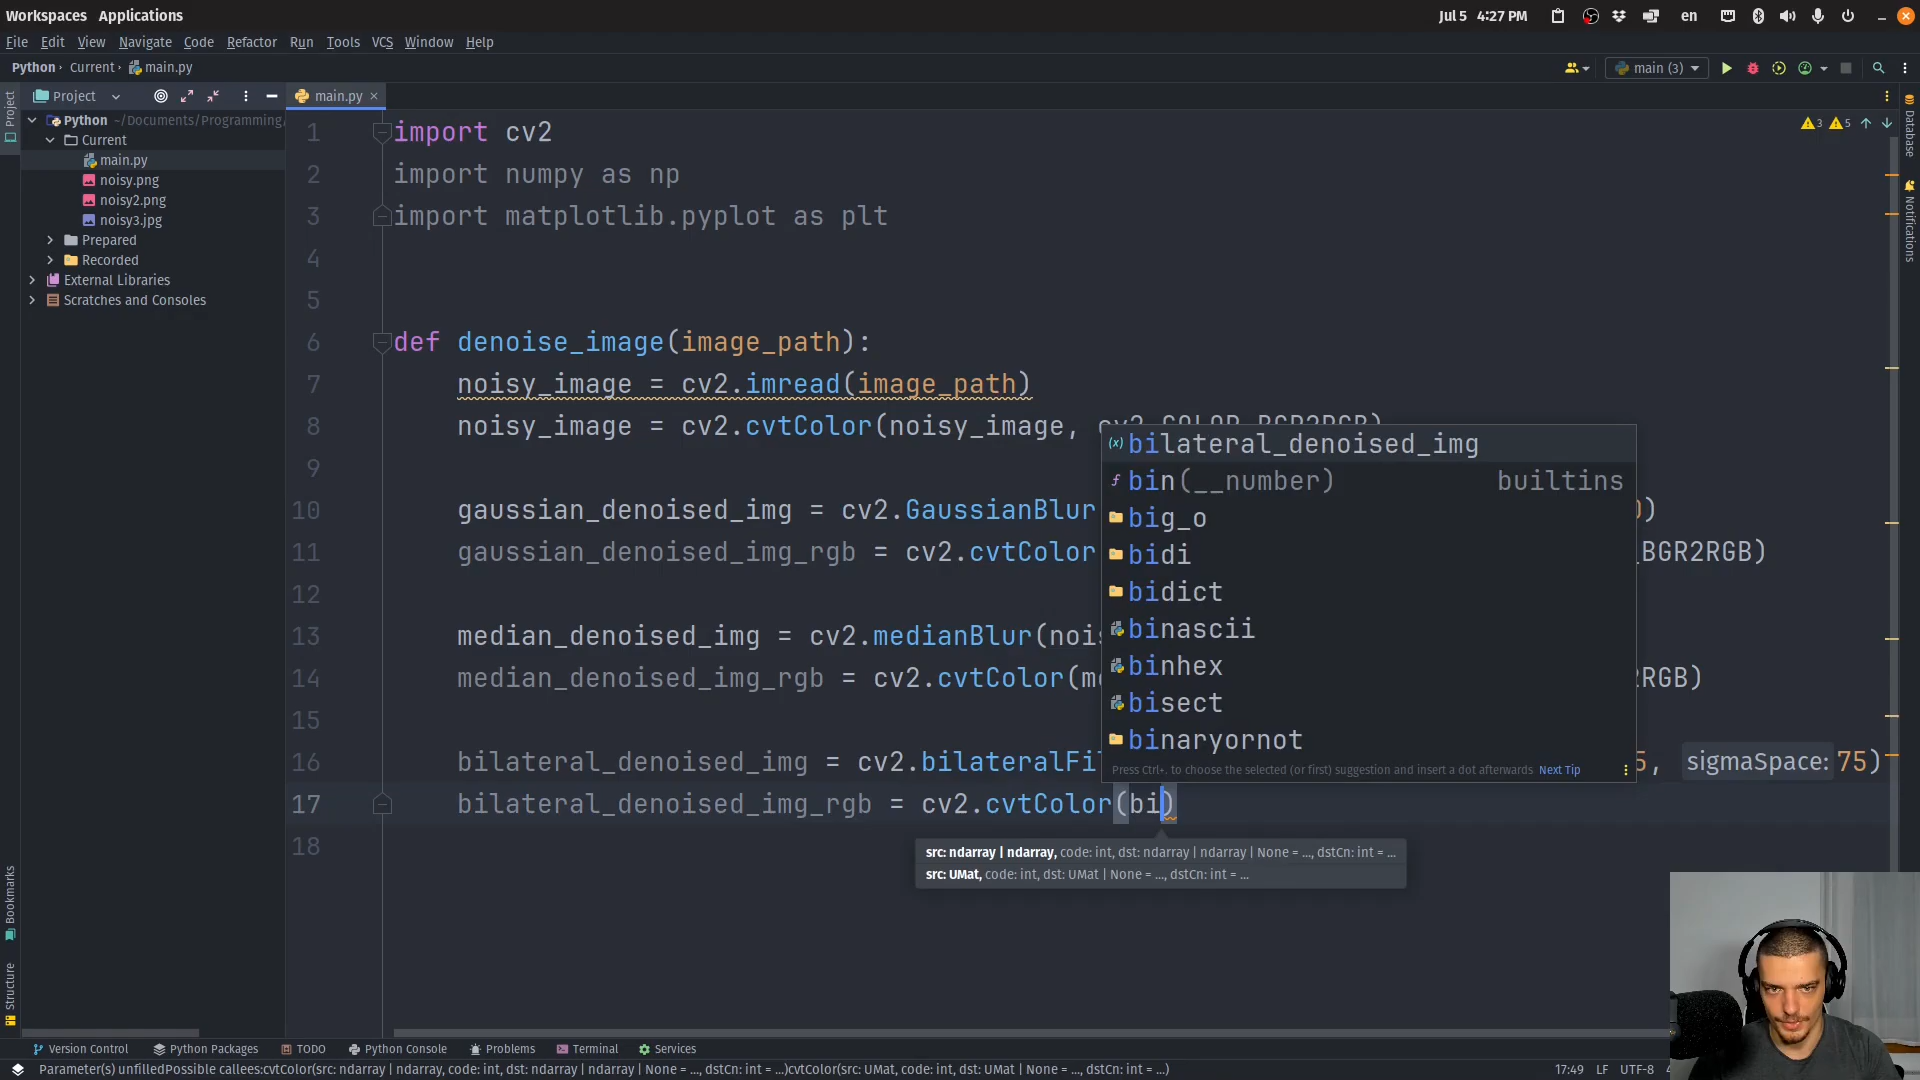 Workspaces Applications
Jul 5 4:27 PM
en
File Edit View Navigate Code Refactor Run Tools VCS Window Help
Python Current main.py
main (3)
Project
main.py
3 5
Python ~/Documents/Programming/
Current
main.py
noisy.png
noisy2.png
noisy3.jpg
Prepared
Recorded
External Libraries
Scratches and Consoles
Project
Bookmarks
Structure
Database
Notifications
1 import cv2
2 import numpy as np
3 import matplotlib.pyplot as plt
4
5
6 def denoise_image(image_path):
7 noisy_image = cv2.imread(image_path)
8 noisy_image = cv2.cvtColor(noisy_image, cv2.COLOR_BGR2RGB)
9
10 gaussian_denoised_img = cv2.GaussianBlur )
11 gaussian_denoised_img_rgb = cv2.cvtColor BGR2RGB)
12
13 median_denoised_img = cv2.medianBlur(nois
14 median_denoised_img_rgb = cv2.cvtColor(me RGB)
15
16 bilateral_denoised_img = cv2.bilateralFi 5, sigmaSpace: 75)
17 bilateral_denoised_img_rgb = cv2.cvtColor(bi)
18
bilateral_denoised_img
bin(__number) builtins
big_o
bidi
bidict
binascii
binhex
bisect
binaryornot
Press Ctrl+. to choose the selected (or first) suggestion and insert a dot afterwards Next Tip
src: ndarray | ndarray, code: int, dst: ndarray | ndarray | None = ..., dstCn: int = ...
src: UMat, code: int, dst: UMat | None = ..., dstCn: int = ...
Version Control Python Packages TODO Python Console Problems Terminal Services
Parameter(s) unfilledPossible callees:cvtColor(src: ndarray | ndarray, code: int, dst: ndarray | ndarray | None = ..., dstCn: int = ...)cvtColor(src: UMat, code: int, dst: UMat | None = ..., dstCn: int = ...)
17:49 LF UTF-8